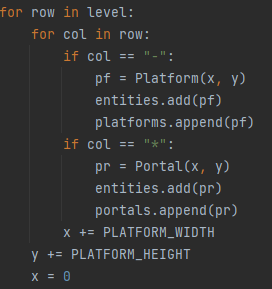 for row in level:
    for col in row:
        if col == "-":
            pf = Platform(x, y)
            entities.add(pf)
            platforms.append(pf)
        if col == "*":
            pr = Portal(x, y)
            entities.add(pr)
            portals.append(pr)
        x += PLATFORM_WIDTH
    y += PLATFORM_HEIGHT
    x = 0